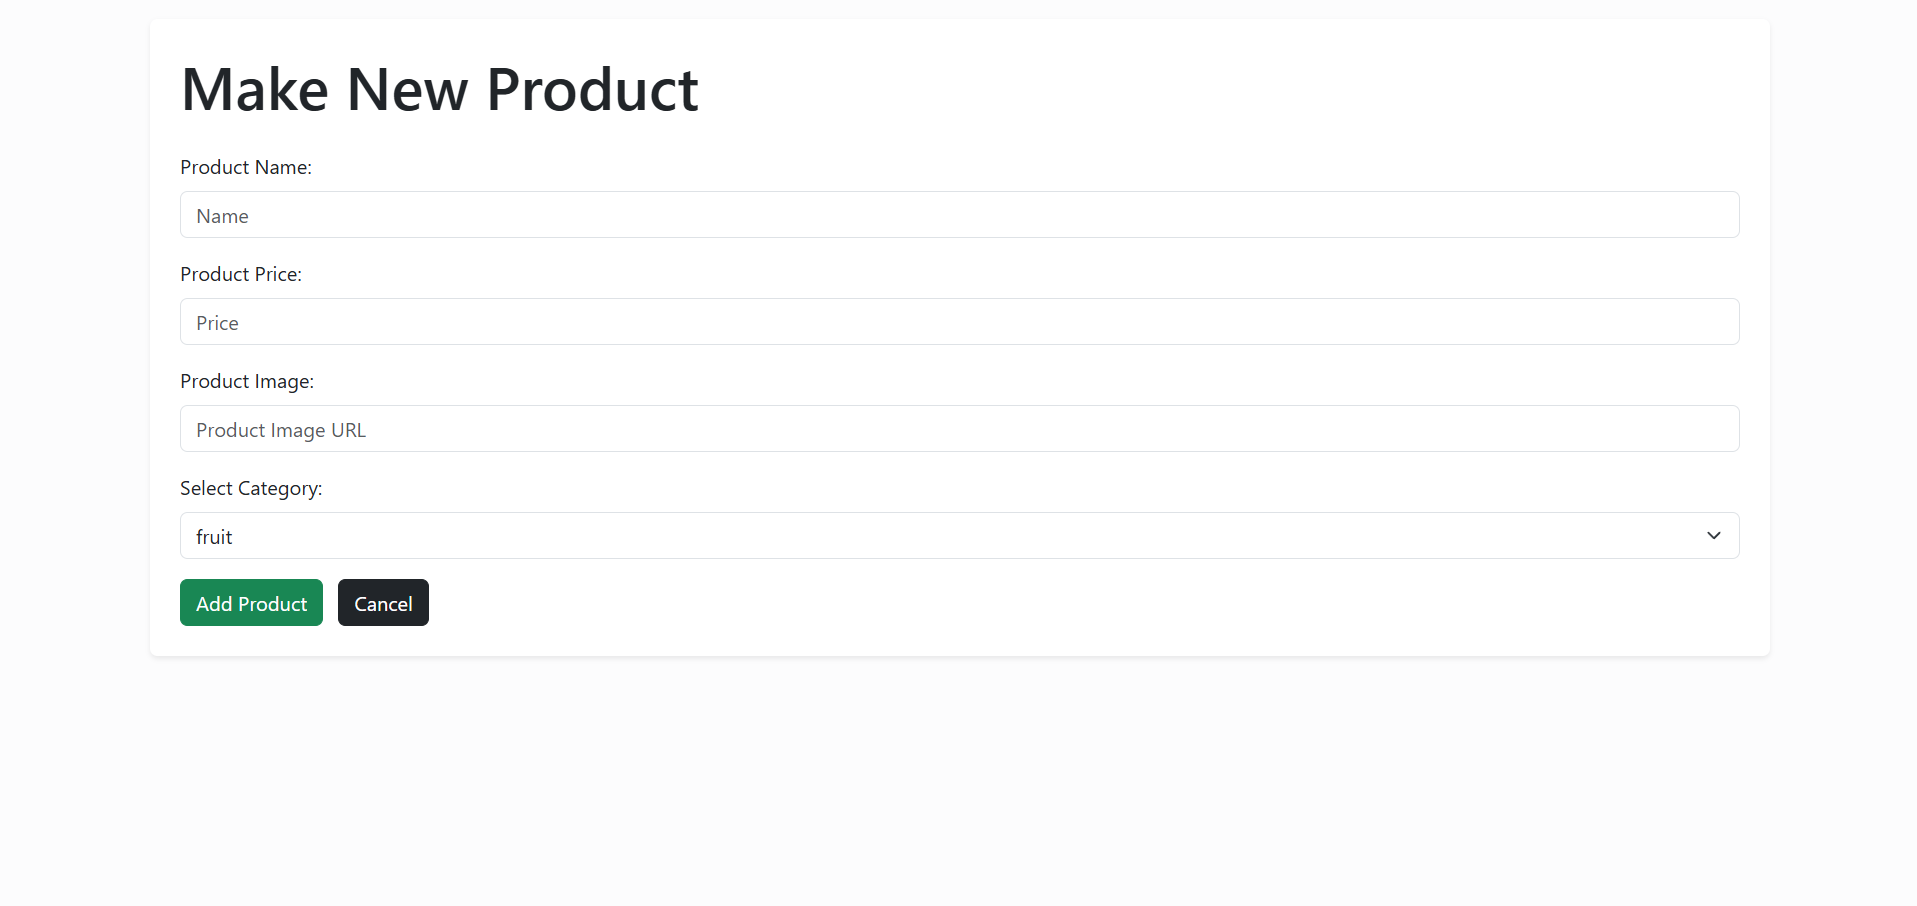 Make New Product
Product Name:
Name
Product Price:
Price
Product Image:
Product Image URL
Select Category:
fruit
Add Product Cancel